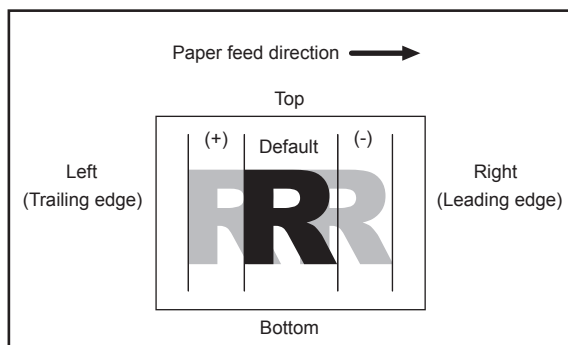 Paper feed direction
Top
(+) Default (-)
Left
(Trailing edge)
Right
(Leading edge)
RRR
Bottom